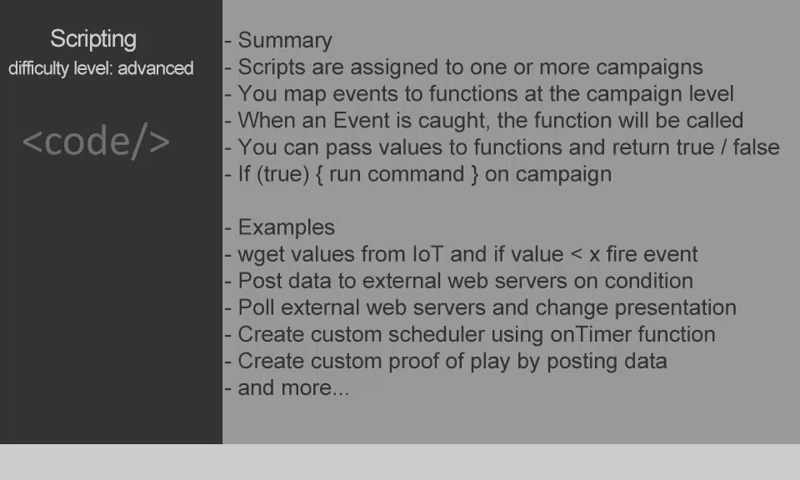 Scripting
difficulty level: advanced
<code/>
- Summary
- Scripts are assigned to one or more campaigns
- You map events to functions at the campaign level
- When an Event is caught, the function will be called
- You can pass values to functions and return true / false
- If (true) { run command } on campaign
- Examples
- wget values from IoT and if value < x fire event
- Post data to external web servers on condition
- Poll external web servers and change presentation
- Create custom scheduler using onTimer function
- Create custom proof of play by posting data
- and more...